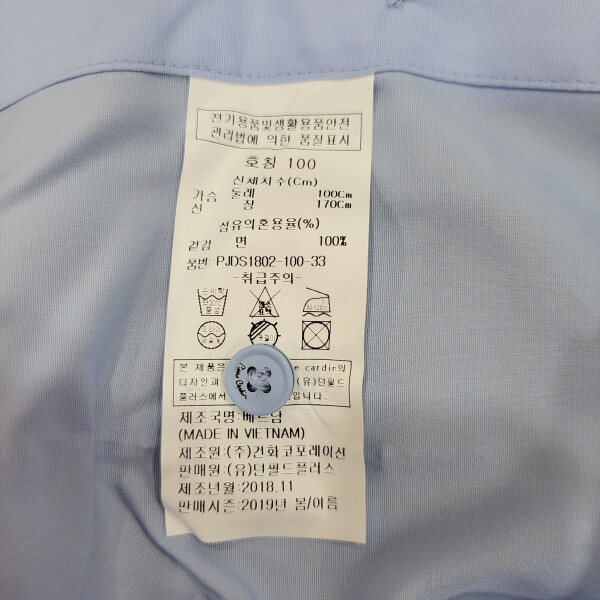 전기용품및생활용품안전
관리법에 의한 품질표시
호칭 100
신체치수(Cm)
가슴 둘레 100Cm
신 장 170Cm
섬유의혼용율(%)
겉감 면 100%
품번: PJDS1802-100-33
-취급주의-
본 제품은 cardin의
디자인과 (유)던필드
플러스에서 입니다.
제조국명:베트남
(MADE IN VIETNAM)
제조원:(주)건화코포레이션
판매원:(유)던필드플러스
제조년월:2018.11
판매시즌:2019년 봄/여름